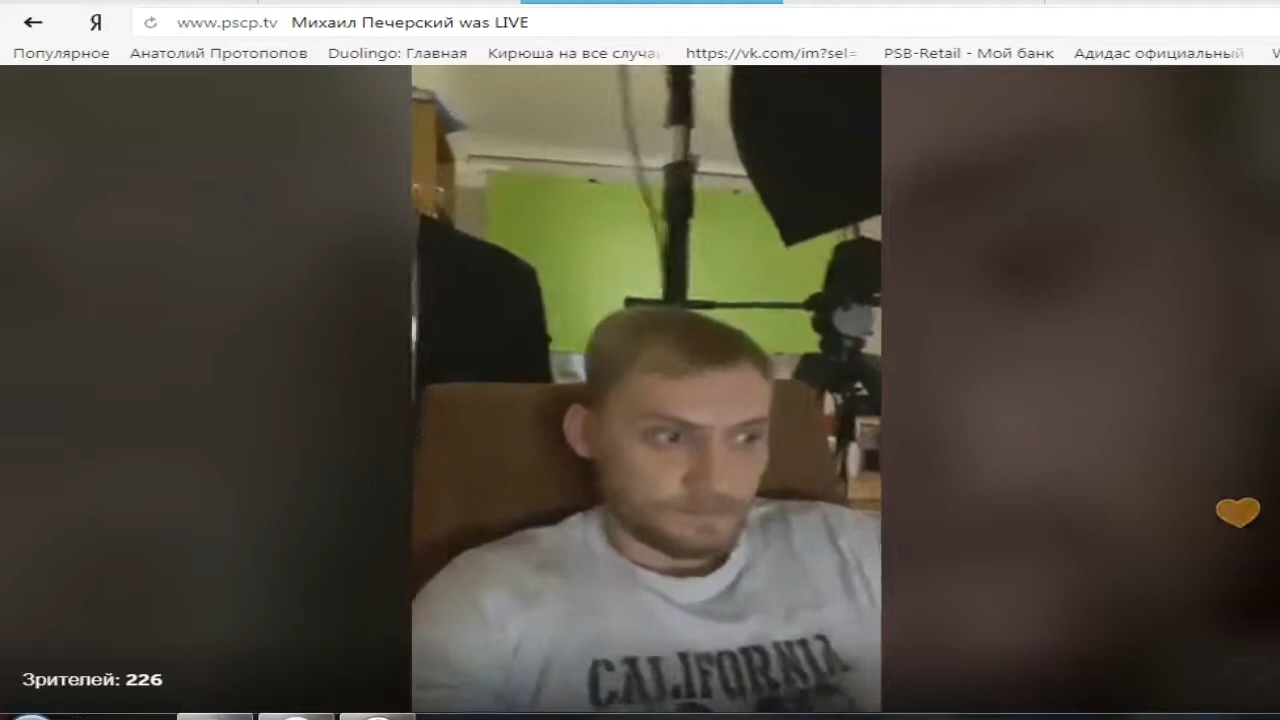 Я www.pscp.tv Михаил Печерский was LIVE
Популярное Анатолий Протопопов Duolingo: Главная Кирюша на все случаи https://vk.com/im?sel= PSB-Retail - Мой банк Адидас официальный
CALIFORNIA
Зрителей: 226